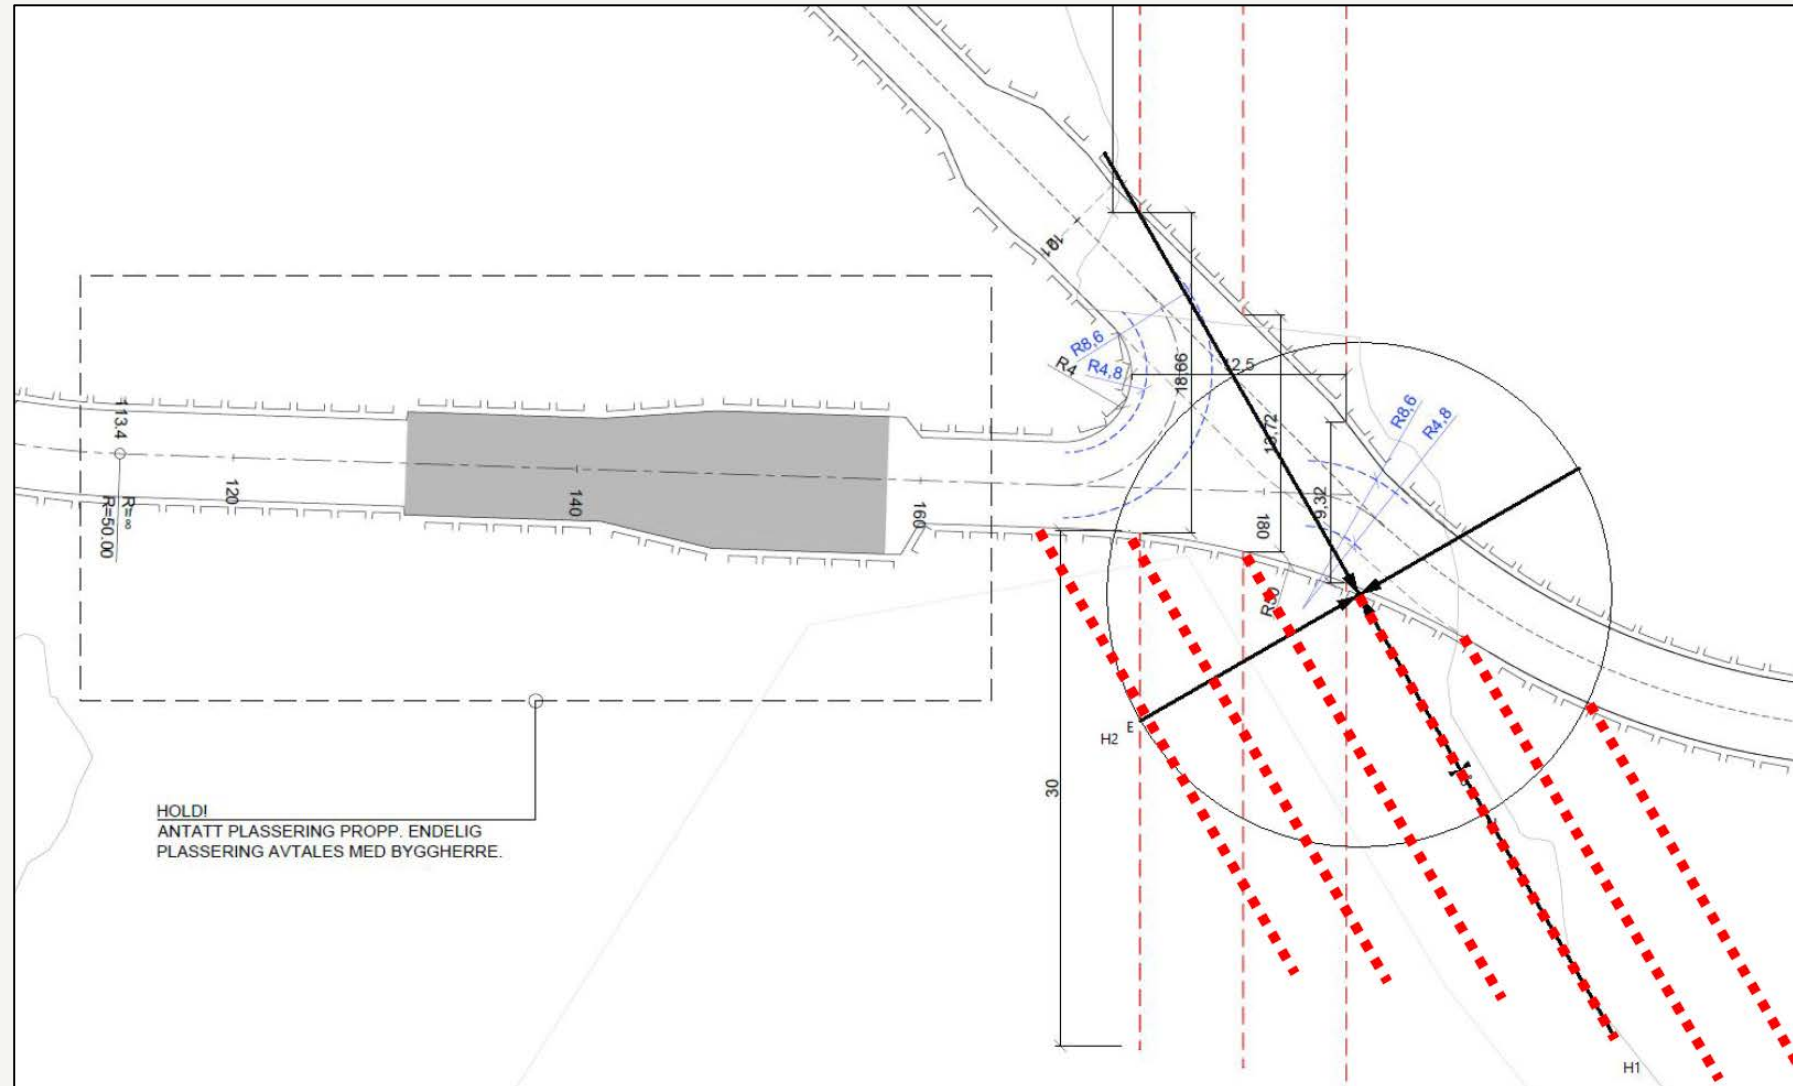 10
R8,6
R4
R4,8
18,66
12,5
13,72
9,32
R8,6
R4,8
113.4
R=∞
R=50.00
120
140
160
180
30
E
H2
H1
HOLD!
ANTATT PLASSERING PROPP. ENDELIG
PLASSERING AVTALES MED BYGGHERRE.